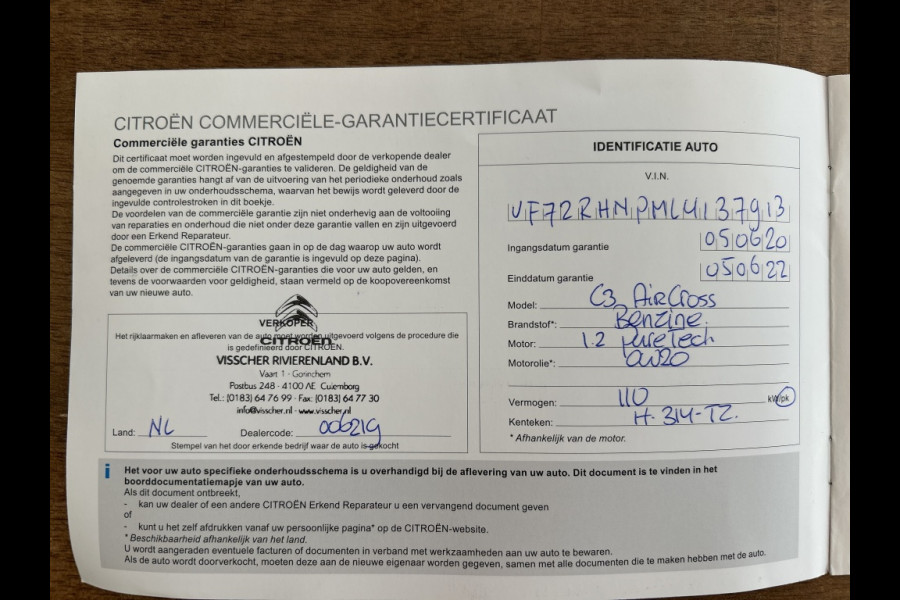 CITROËN COMMERCIËLE-GARANTIECERTIFICAAT
Commerciële garanties CITROËN
Dit certificaat moet worden ingevuld en afgestempeld door de verkopende dealer
om de commerciële CITROËN-garanties te valideren. De geldigheid van de
genoemde garanties hangt af van de uitvoering van het periodieke onderhoud zoals
aangegeven in uw onderhoudsschema, waarvan het bewijs wordt geleverd door de
ingevulde controlestroken in dit boekje.
De voordelen van de commerciële garantie zijn niet onderhevig aan de voltooiing
van reparaties en onderhoud die niet onder deze garantie vallen en zijn uitgevoerd
door een Erkend Reparateur.
De commerciële CITROËN-garanties gaan in op de dag waarop uw auto wordt
afgeleverd (de ingangsdatum van de garantie is ingevuld op deze pagina).
Details over de commerciële CITROËN-garanties die voor uw auto gelden, en
tevens de voorwaarden voor geldigheid, staan vermeld op de koopovereenkomst
van uw nieuwe auto.
VERKOPER
Het rijklaarmaken en afleveren van de auto moet worden uitgevoerd volgens de procedure die
is gedefinieerd door CITROËN.
CITROËN
VISSCHER RIVIERENLAND B.V.
Vaart 1 - Gorinchem
Postbus 248 - 4100 AE Culemborg
Tel.: (0183) 64 76 99 - Fax: (0183) 64 77 30
info@visscher.nl - www.visscher.nl
Land: NL Dealercode: 00621g
Stempel van het door erkende bedrijf waar de auto is gekocht
IDENTIFICATIE AUTO
V.I.N.
VF72RHNPML4137913
Ingangsdatum garantie 050620
Einddatum garantie 050622
Model: C3 AirCross
Brandstof*: Benzine
Motor: 1.2 PureTech
Motorolie*: 0W20
Vermogen: 110 kW/pk
Kenteken: H-314-TZ.
* Afhankelijk van de motor.
i Het voor uw auto specifieke onderhoudsschema is u overhandigd bij de aflevering van uw auto. Dit document is te vinden in het
boorddocumentatiemapje van uw auto.
Als dit document ontbreekt,
- kan uw dealer of een andere CITROËN Erkend Reparateur u een vervangend document geven
of
- kunt u het zelf afdrukken vanaf uw persoonlijke pagina* op de CITROËN-website.
* Beschikbaarheid afhankelijk van het land.
U wordt aangeraden eventuele facturen of documenten in verband met werkzaamheden aan uw auto te bewaren.
Als de auto wordt doorverkocht, moeten deze aan de nieuwe eigenaar worden gegeven, samen met alle documenten die te maken hebben met de auto.